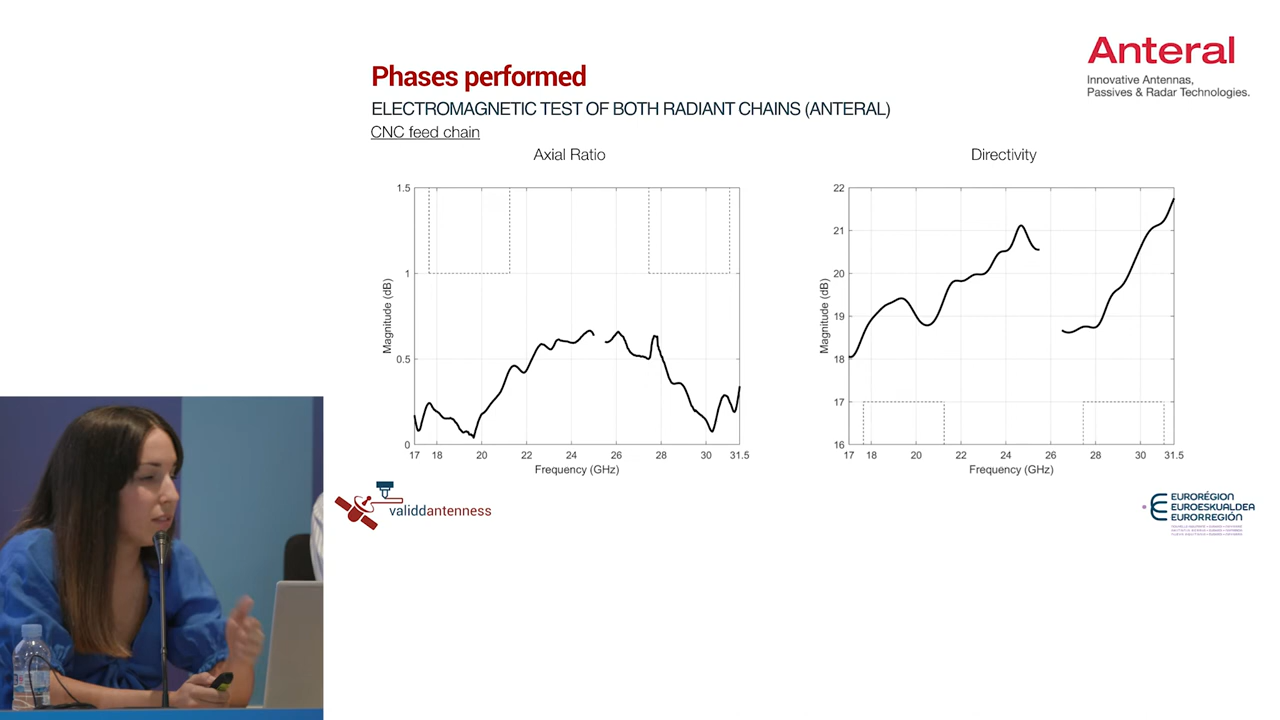 Anteral
Innovative Antennas,
Passives & Radar Technologies.
Phases performed
ELECTROMAGNETIC TEST OF BOTH RADIANT CHAINS (ANTERAL)
CNC feed chain
Axial Ratio
1.5
1
0.5
0
Magnitude (dB)
17 18 20 22 24 26 28 30 31.5
Frequency (GHz)
Directivity
22
21
20
19
18
17
16
Magnitude (dB)
17 18 20 22 24 26 28 30 31.5
Frequency (GHz)
validdantenness
EURORÉGION
EUROESKUALDEA
EURORREGIÓN